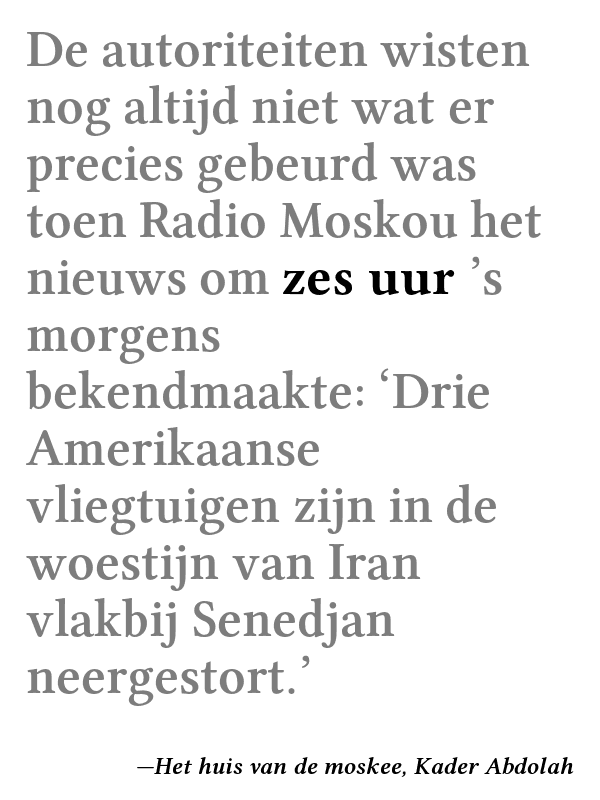 De autoriteiten wisten
nog altijd niet wat er
precies gebeurd was
toen Radio Moskou het
nieuws om zes uur ’s
morgens
bekendmaakte: ‘Drie
Amerikaanse
vliegtuigen zijn in de
woestijn van Iran
vlakbij Senedjan
neergestort.’
—Het huis van de moskee, Kader Abdolah